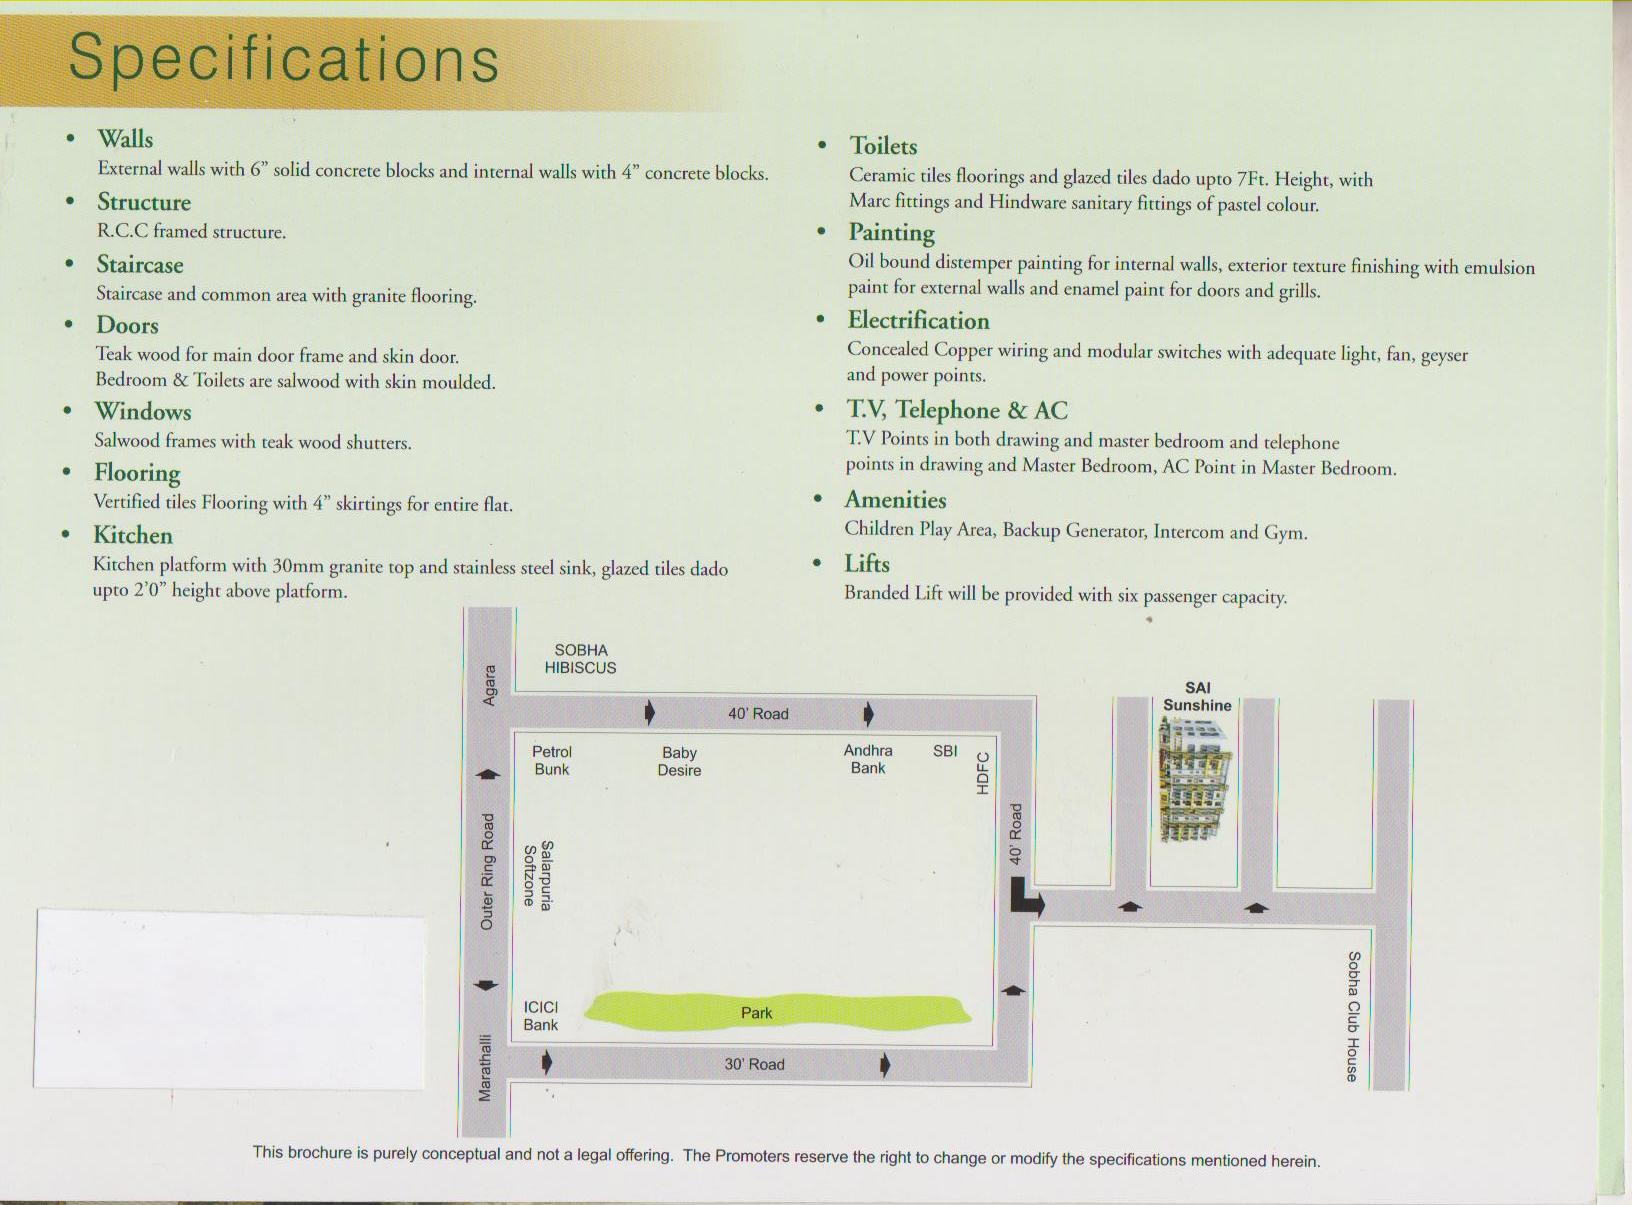 Specifications
• Walls
External walls with 6” solid concrete blocks and internal walls with 4” concrete blocks.
• Structure
R.C.C framed structure.
• Staircase
Staircase and common area with granite flooring.
• Doors
Teak wood for main door frame and skin door.
Bedroom & Toilets are salwood with skin moulded.
• Windows
Salwood frames with teak wood shutters.
• Flooring
Vertified tiles Flooring with 4” skirtings for entire flat.
• Kitchen
Kitchen platform with 30mm granite top and stainless steel sink, glazed tiles dado
upto 2’0” height above platform.
• Toilets
Ceramic tiles floorings and glazed tiles dado upto 7Ft. Height, with
Marc fittings and Hindware sanitary fittings of pastel colour.
• Painting
Oil bound distemper painting for internal walls, exterior texture finishing with emulsion
paint for external walls and enamel paint for doors and grills.
• Electrification
Concealed Copper wiring and modular switches with adequate light, fan, geyser
and power points.
• T.V, Telephone & AC
T.V Points in both drawing and master bedroom and telephone
points in drawing and Master Bedroom, AC Point in Master Bedroom.
• Amenities
Children Play Area, Backup Generator, Intercom and Gym.
• Lifts
Branded Lift will be provided with six passenger capacity.
SOBHA
HIBISCUS
Agara
40' Road
SAI
Sunshine
Petrol
Bunk
Baby
Desire
Andhra
Bank
SBI
HDFC
40' Road
Outer Ring Road
Salarpuria
Softzone
ICICI
Bank
Park
Sobha Club House
Marathalli
30' Road
This brochure is purely conceptual and not a legal offering. The Promoters reserve the right to change or modify the specifications mentioned herein.